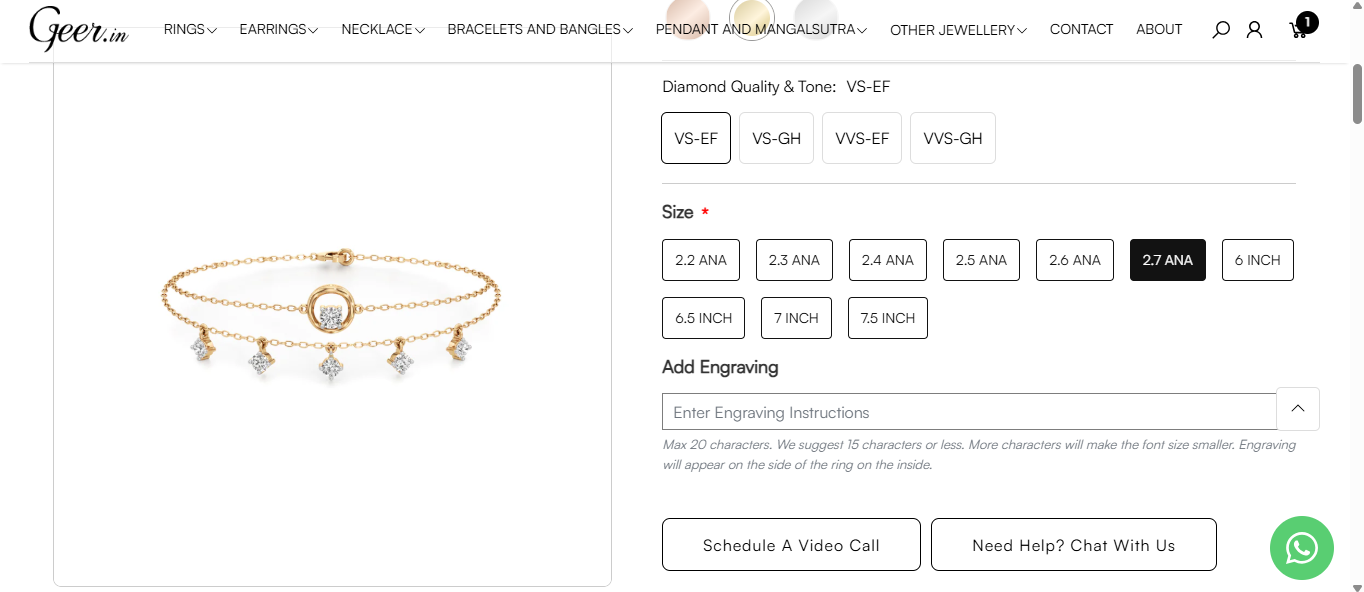 Geer.in
RINGS EARRINGS NECKLACE BRACELETS AND BANGLES PENDANT AND MANGALSUTRA OTHER JEWELLERY CONTACT ABOUT 1
Diamond Quality & Tone: VS-EF
VS-EF VS-GH VVS-EF VVS-GH
Size *
2.2 ANA 2.3 ANA 2.4 ANA 2.5 ANA 2.6 ANA 2.7 ANA 6 INCH
6.5 INCH 7 INCH 7.5 INCH
Add Engraving
Enter Engraving Instructions
Max 20 characters. We suggest 15 characters or less. More characters will make the font size smaller. Engraving
will appear on the side of the ring on the inside.
Schedule A Video Call Need Help? Chat With Us